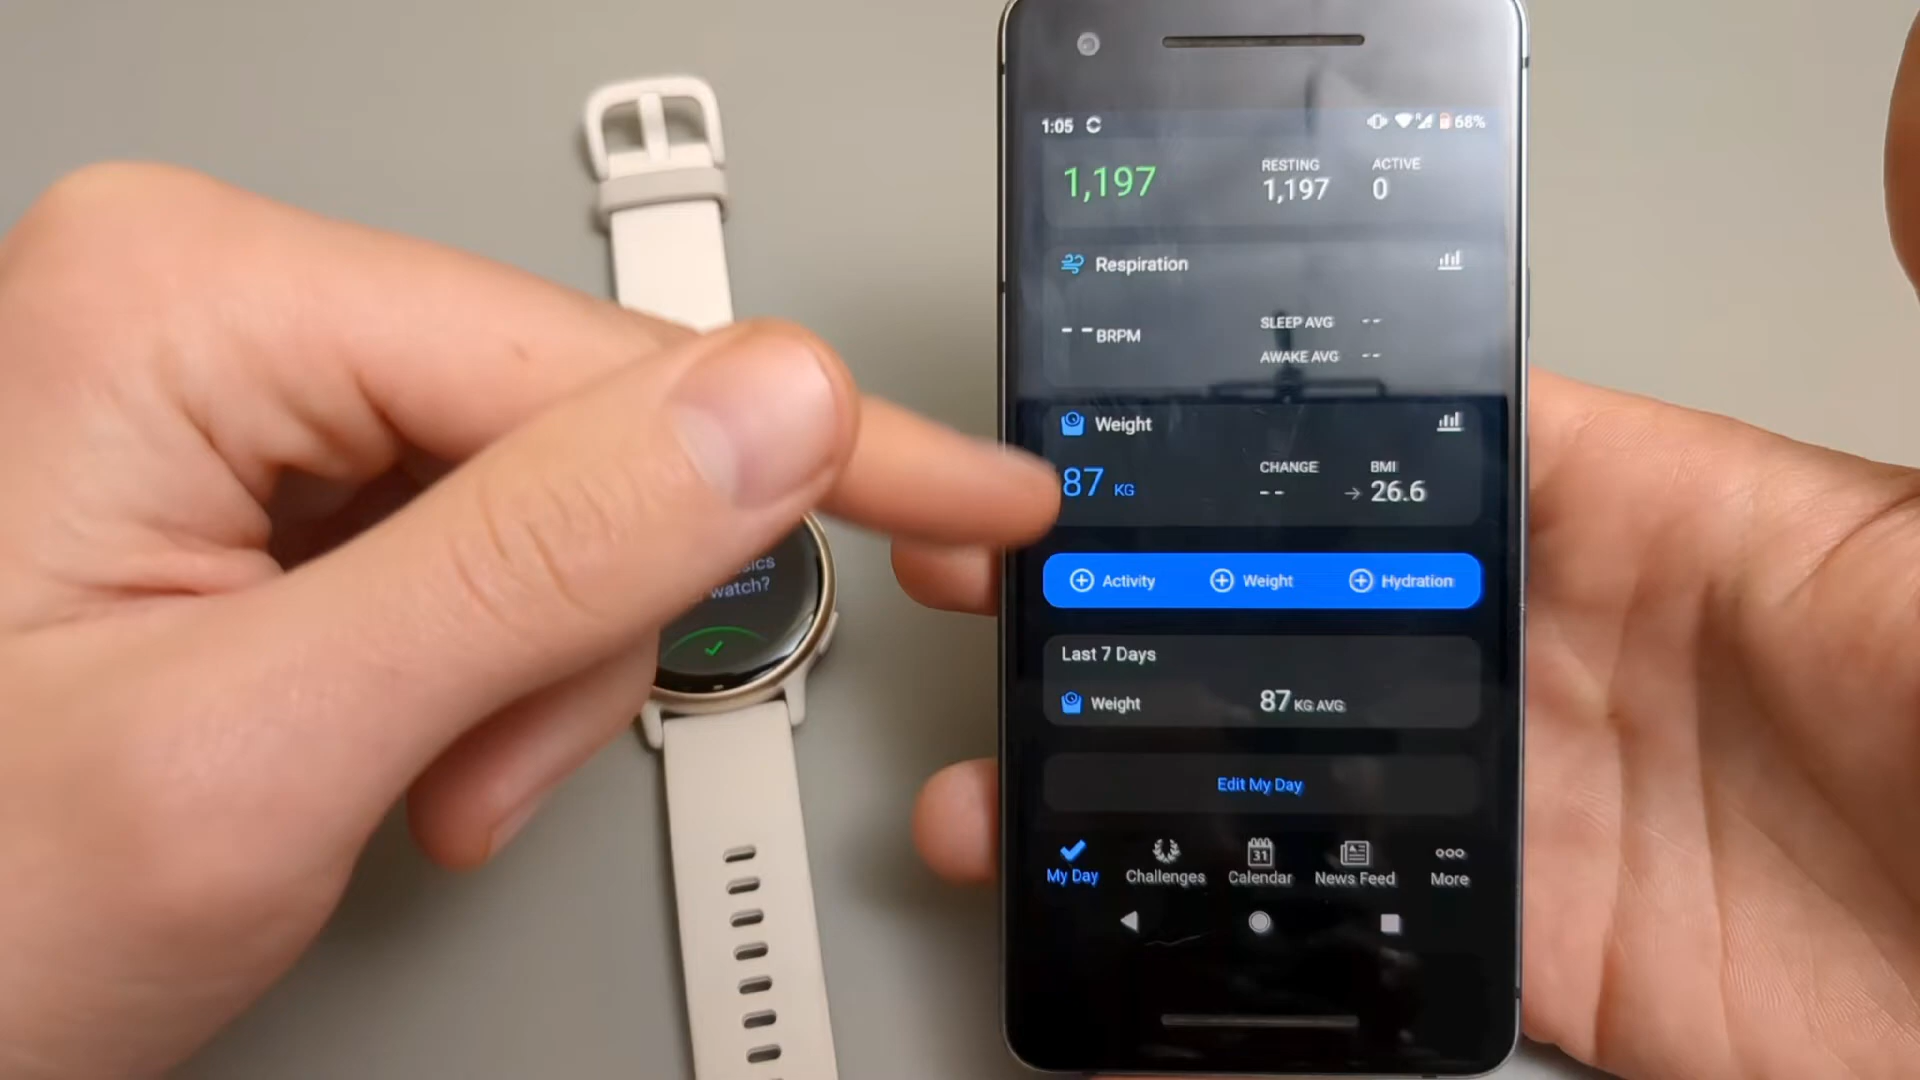 1:05 68%
1,197 RESTING 1,197 ACTIVE 0
Respiration
-- BRPM SLEEP AVG --
AWAKE AVG --
Weight
87 KG CHANGE -- BMI 26.6
Activity Weight Hydration
Last 7 Days
Weight 87 KG AVG
Edit My Day
31
My Day Challenges Calendar News Feed More
watch?